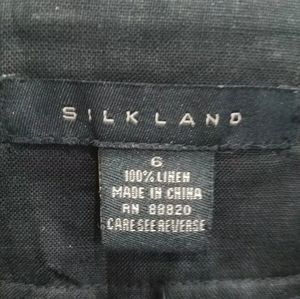 SILKLAND
6
100% LINEN
MADE IN CHINA
RN 88820
CARE SEE REVERSE